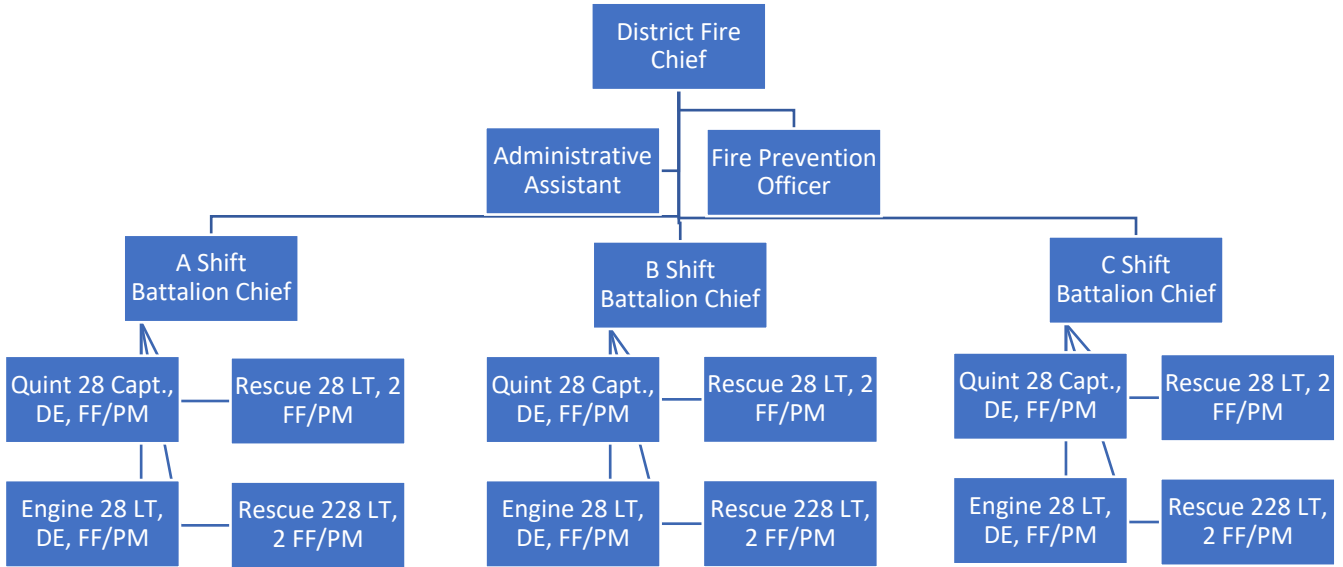 District Fire
Chief
Administrative
Assistant
Fire Prevention
Officer
A Shift
Battalion Chief
B Shift
Battalion Chief
C Shift
Battalion Chief
Quint 28 Capt.,
DE, FF/PM
Rescue 28 LT, 2
FF/PM
Quint 28 Capt.,
DE, FF/PM
Rescue 28 LT, 2
FF/PM
Quint 28 Capt.,
DE, FF/PM
Rescue 28 LT, 2
FF/PM
Engine 28 LT,
DE, FF/PM
Rescue 228 LT,
2 FF/PM
Engine 28 LT,
DE, FF/PM
Rescue 228 LT,
2 FF/PM
Engine 28 LT,
DE, FF/PM
Rescue 228 LT,
2 FF/PM